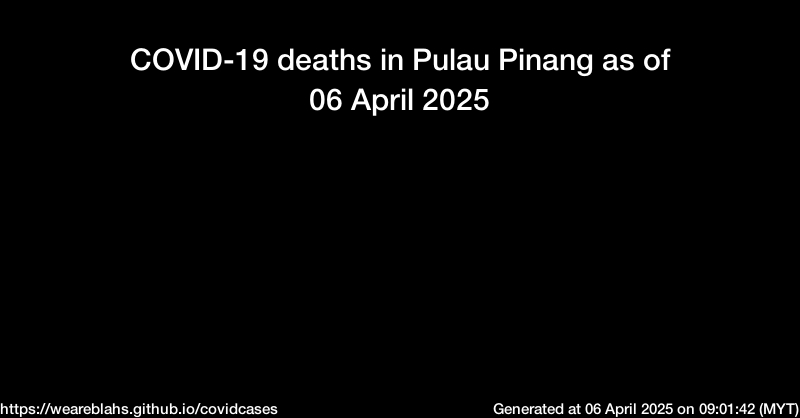 COVID-19 deaths in Pulau Pinang as of
06 April 2025
https://weareblahs.github.io/covidcases
Generated at 06 April 2025 on 09:01:42 (MYT)